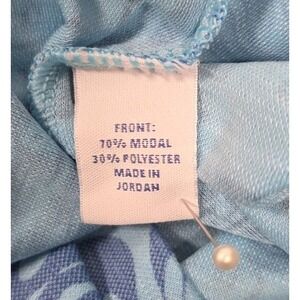 FRONT:
70% MODAL
30% POLYESTER
MADE IN
JORDAN